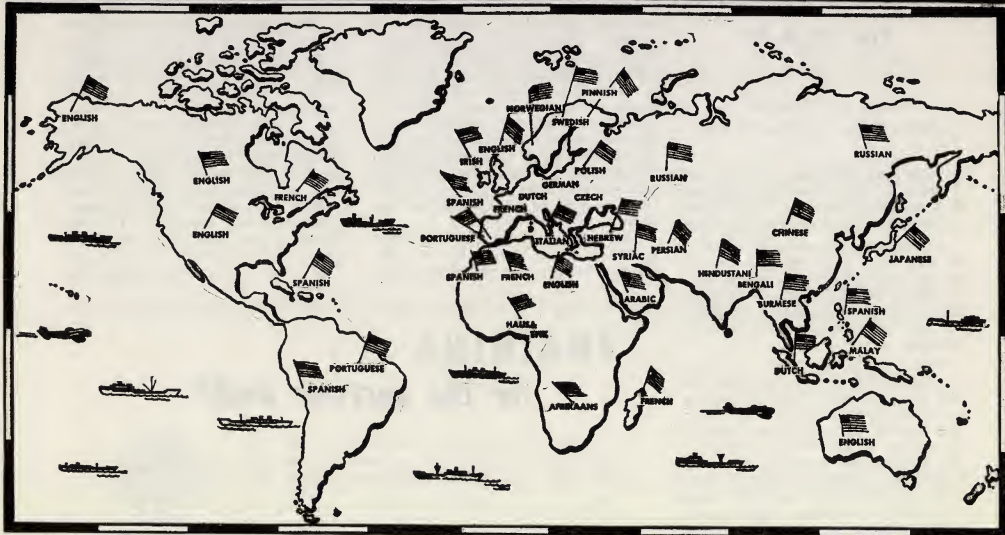 ENGLISH
ENGLISH
FRENCH
ENGLISH
SPANISH
PORTUGUESE
SPANISH
NORWEGIAN
FINNISH
SWEDISH
ENGLISH
IRISH
POLISH
GERMAN
SPANISH
DUTCH
CZECH
FRENCH
PORTUGUESE
ITALIAN
HEBREW
SPANISH
FRENCH
ENGLISH
RUSSIAN
RUSSIAN
SYRIAC
PERSIAN
ARABIC
HAUSA
AFRIKAANS
FRENCH
CHINESE
JAPANESE
HINDUSTANI
BENGALI
BURMESE
SPANISH
MALAY
DUTCH
ENGLISH